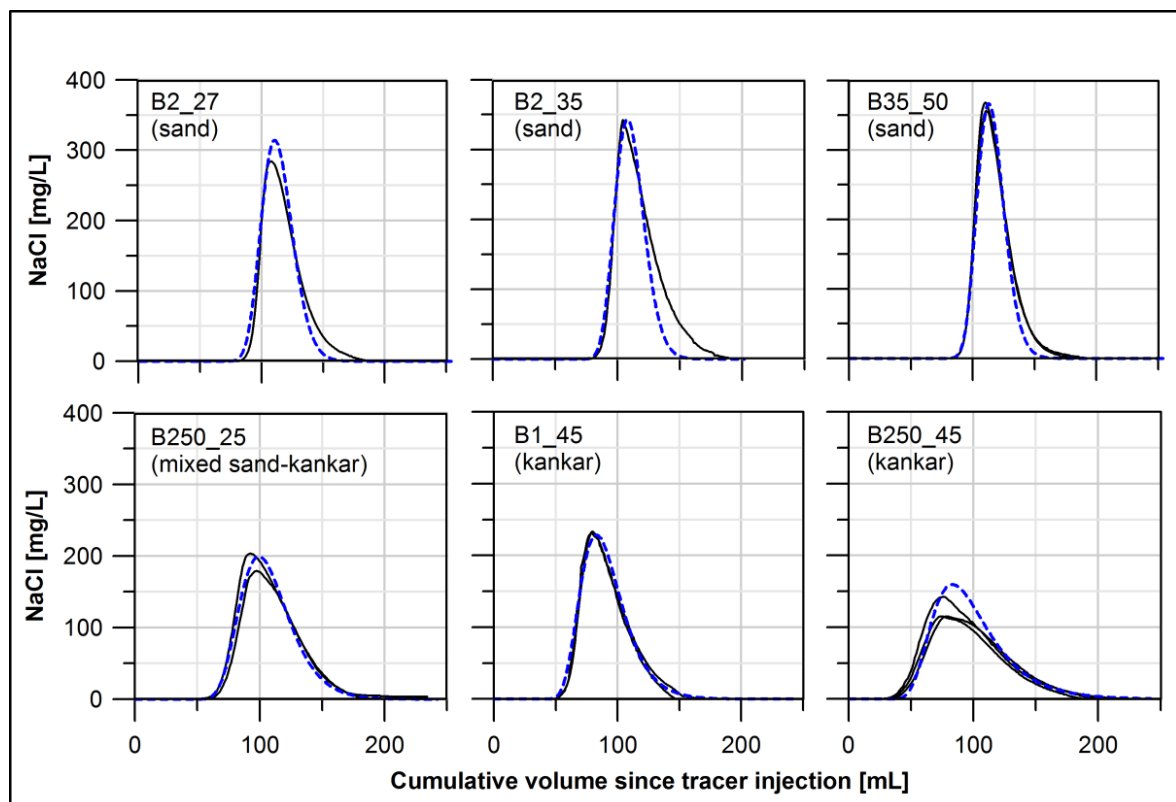 B2_27
(sand)
B2_35
(sand)
B35_50
(sand)
400
300
200
100
0
NaCl [mg/L]
B250_25
(mixed sand-kankar)
B1_45
(kankar)
B250_45
(kankar)
400
300
200
100
0
NaCl [mg/L]
0 100 200 0 100 200 0 100 200
Cumulative volume since tracer injection [mL]